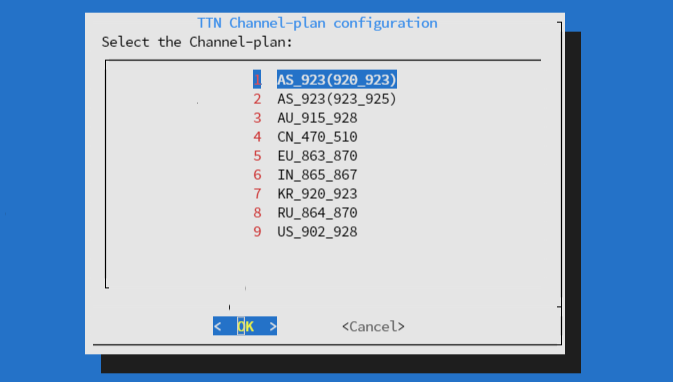 TTN Channel-plan configuration
Select the Channel-plan:
1 AS_923(920_923)
2 AS_923(923_925)
3 AU_915_928
4 CN_470_510
5 EU_863_870
6 IN_865_867
7 KR_920_923
8 RU_864_870
9 US_902_928
< OK > <Cancel>